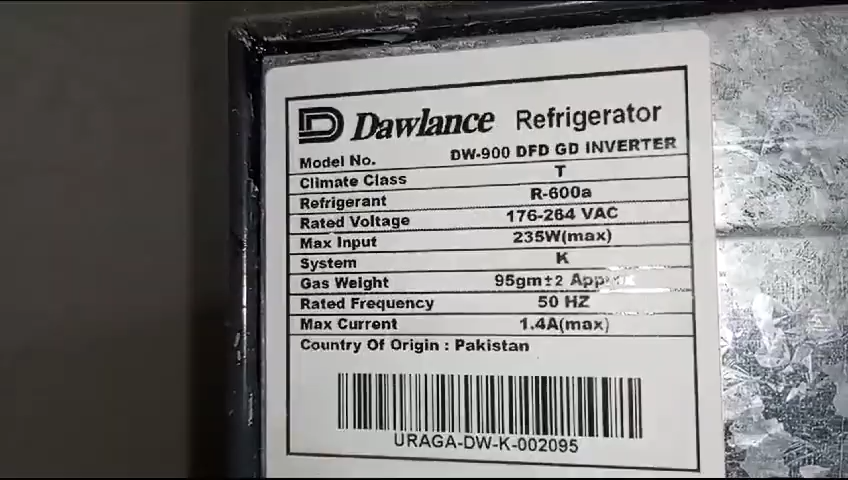 Dawlance Refrigerator
Model No. DW-900 DFD GD INVERTER
Climate Class T
Refrigerant R-600a
Rated Voltage 176-264 VAC
Max Input 235W(max)
System K
Gas Weight 95gm±2
Rated Frequency 50 HZ
Max Current 1.4A(max)
Country Of Origin : Pakistan
URAGA-DW-K-002095